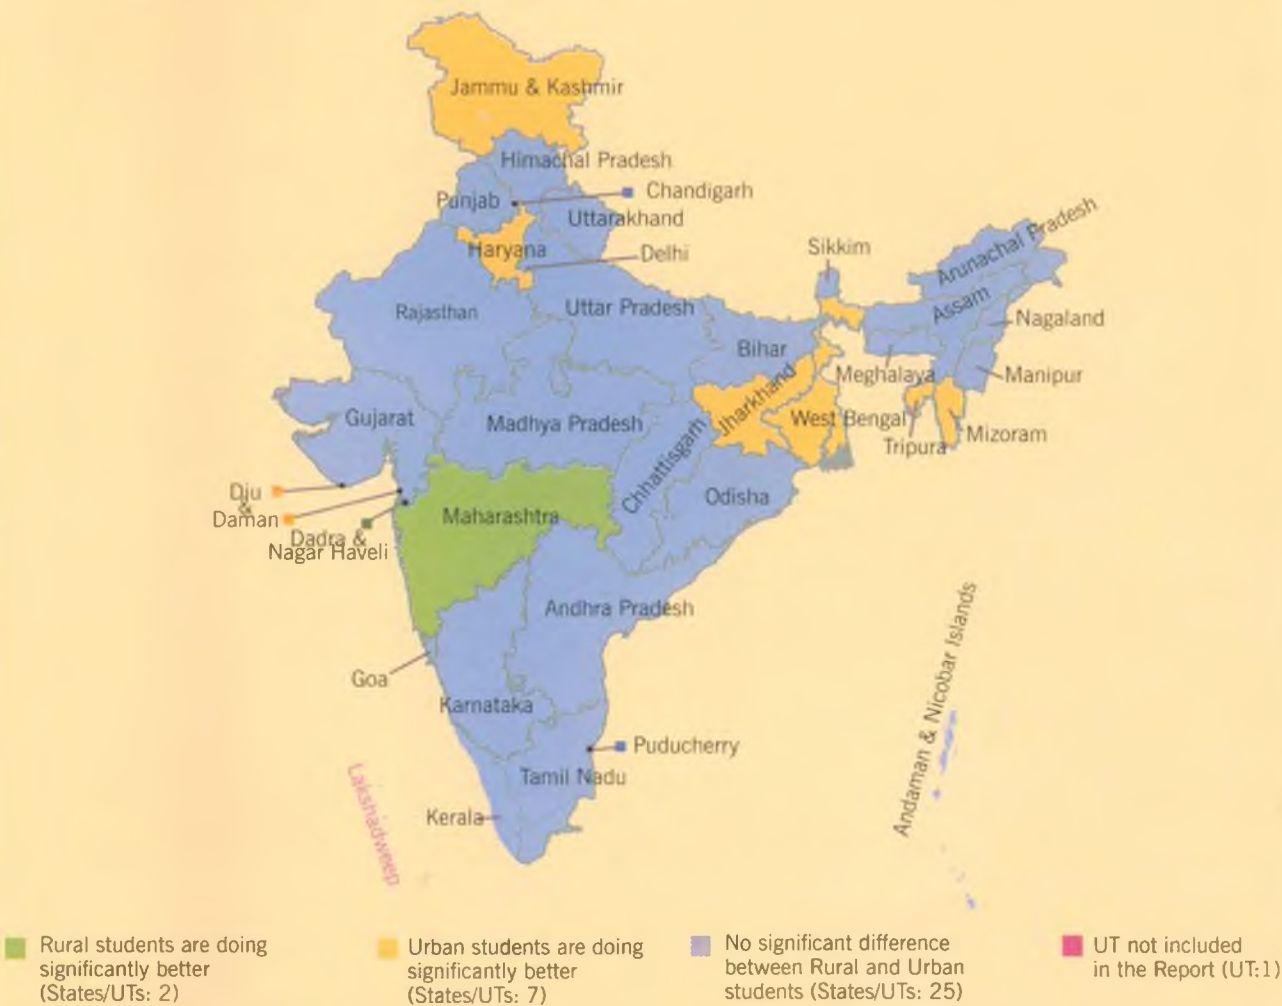 Jammu & Kashmir
Himachal Pradesh
Chandigarh
Punjab
Uttarakhand
Haryana
Delhi
Sikkim
Arunachal Pradesh
Rajasthan
Uttar Pradesh
Assam
Nagaland
Bihar
Meghalaya
Manipur
Jharkhand
Gujarat
Madhya Pradesh
West Bengal
Tripura
Mizoram
Chhattisgarh
Diu
&
Daman
Odisha
Maharashtra
Dadra &
Nagar Haveli
Andhra Pradesh
Andaman & Nicobar Islands
Goa
Karnataka
Puducherry
Tamil Nadu
Lakshadweep
Kerala
Rural students are doing
significantly better
(States/UTs: 2)
Urban students are doing
significantly better
(States/UTs: 7)
No significant difference
between Rural and Urban
students (States/UTs: 25)
UT not included
in the Report (UT:1)